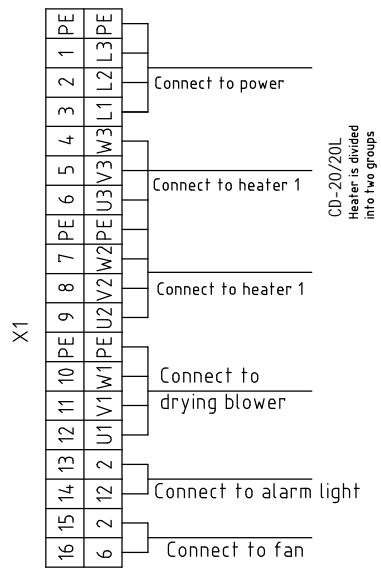 X1
PE PE
1 L3
2 L2
3 L1
Connect to power
4 W3
5 V3
6 U3
Connect to heater 1
PE PE
7 W2
8 V2
9 U2
Connect to heater 1
PE PE
10 W1
11 V1
12 U1
Connect to
drying blower
13 2
14 12
Connect to alarm light
15 2
16 6
Connect to fan
CD-20/20L
Heater is divided
into two groups